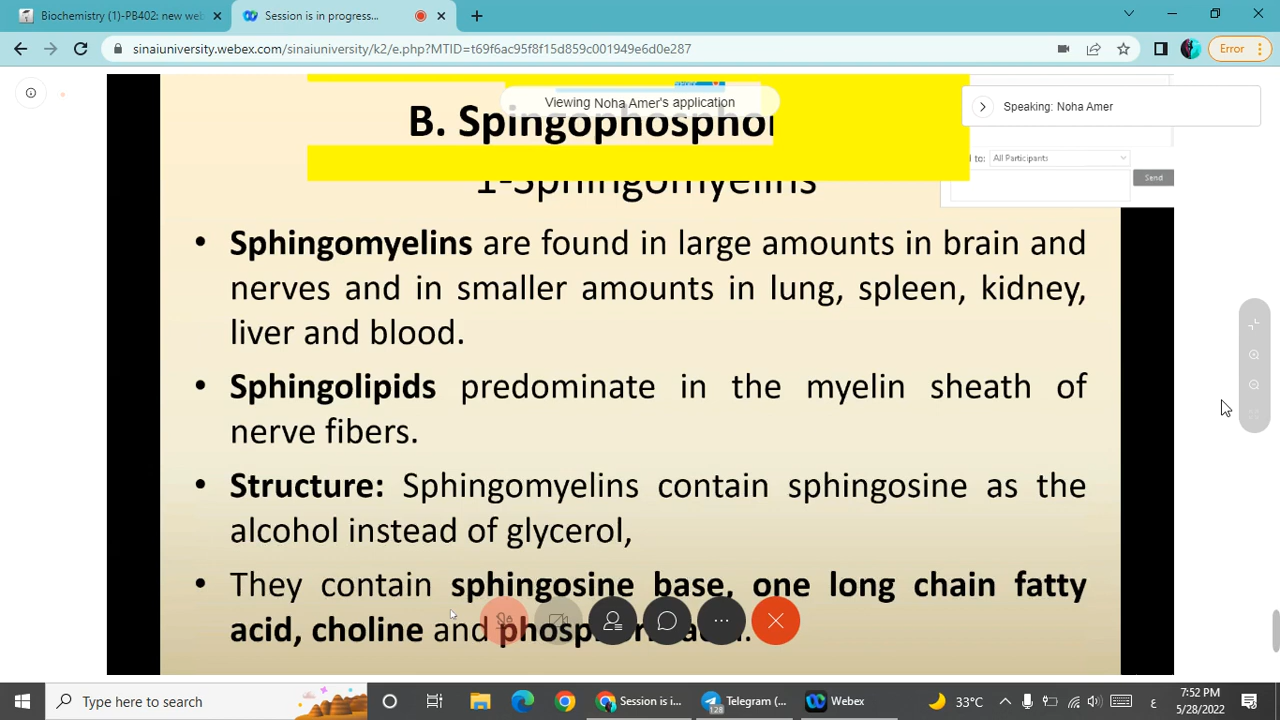 Biochemistry (1)-PB402: new web
Session is in progress...
sinaiuniversity.webex.com/sinaiuniversity/k2/e.php?MTID=t69f6ac95f8f15d859c001949e6d0e287
Error
Viewing Noha Amer's application
Speaking: Noha Amer
B. Spingophosphol
All Participants
Send
1-Sphingomyelins
• Sphingomyelins are found in large amounts in brain and
nerves and in smaller amounts in lung, spleen, kidney,
liver and blood.
• Sphingolipids predominate in the myelin sheath of
nerve fibers.
• Structure: Sphingomyelins contain sphingosine as the
alcohol instead of glycerol,
• They contain sphingosine base, one long chain fatty
acid, choline and
Type here to search
Session is i...
Telegram (...
128
Webex
33°C
ع
7:52 PM
5/28/2022